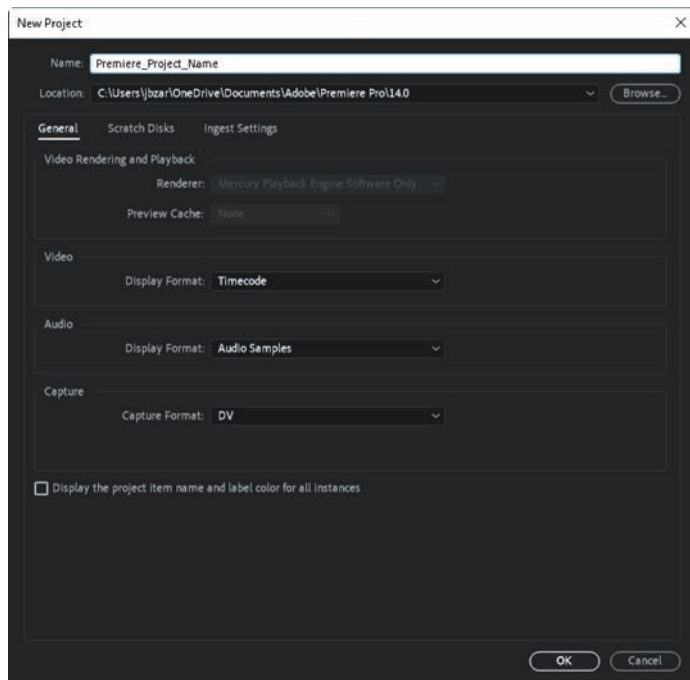 New Project
Name: Premiere_Project_Name
Location: C:\Users\jbzar\OneDrive\Documents\Adobe\Premiere Pro\14.0 Browse...
General Scratch Disks Ingest Settings
Video Rendering and Playback
Renderer: Mercury Playback Engine Software Only
Preview Cache: None
Video
Display Format: Timecode
Audio
Display Format: Audio Samples
Capture
Capture Format: DV
Display the project item name and label color for all instances
OK Cancel